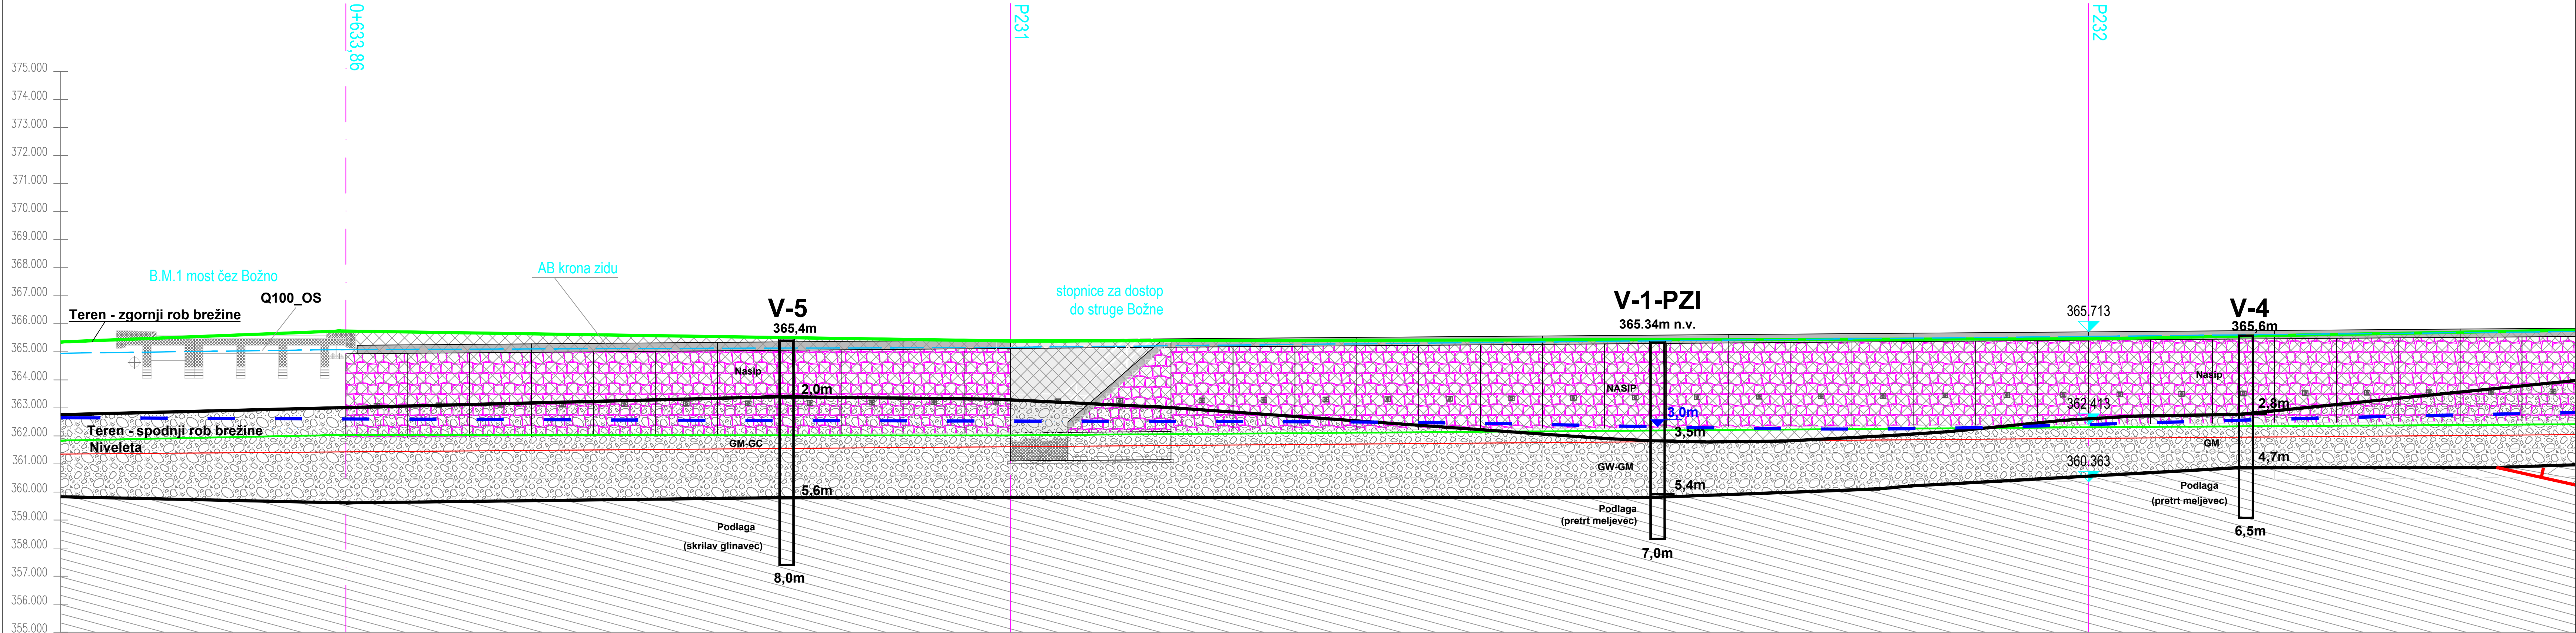 0+633,86
P231
P232
375.000
374.000
373.000
372.000
371.000
370.000
369.000
368.000
367.000
366.000
365.000
364.000
363.000
362.000
361.000
360.000
359.000
358.000
357.000
356.000
355.000
B.M.1 most čez Božno
Q100_OS
Teren - zgornji rob brežine
AB krona zidu
V-5
365,4m
Nasip
2,0m
GM-GC
5,6m
Podlaga
(skrilav glinavec)
8,0m
Teren - spodnji rob brežine
Niveleta
stopnice za dostop
do struge Božne
V-1-PZI
365.34m n.v.
NASIP
3,0m
3,5m
GW-GM
5,4m
Podlaga
(pretrt meljevec)
7,0m
365.713
362.413
360.363
V-4
365,6m
Nasip
2,8m
GM
4,7m
Podlaga
(pretrt meljevec)
6,5m